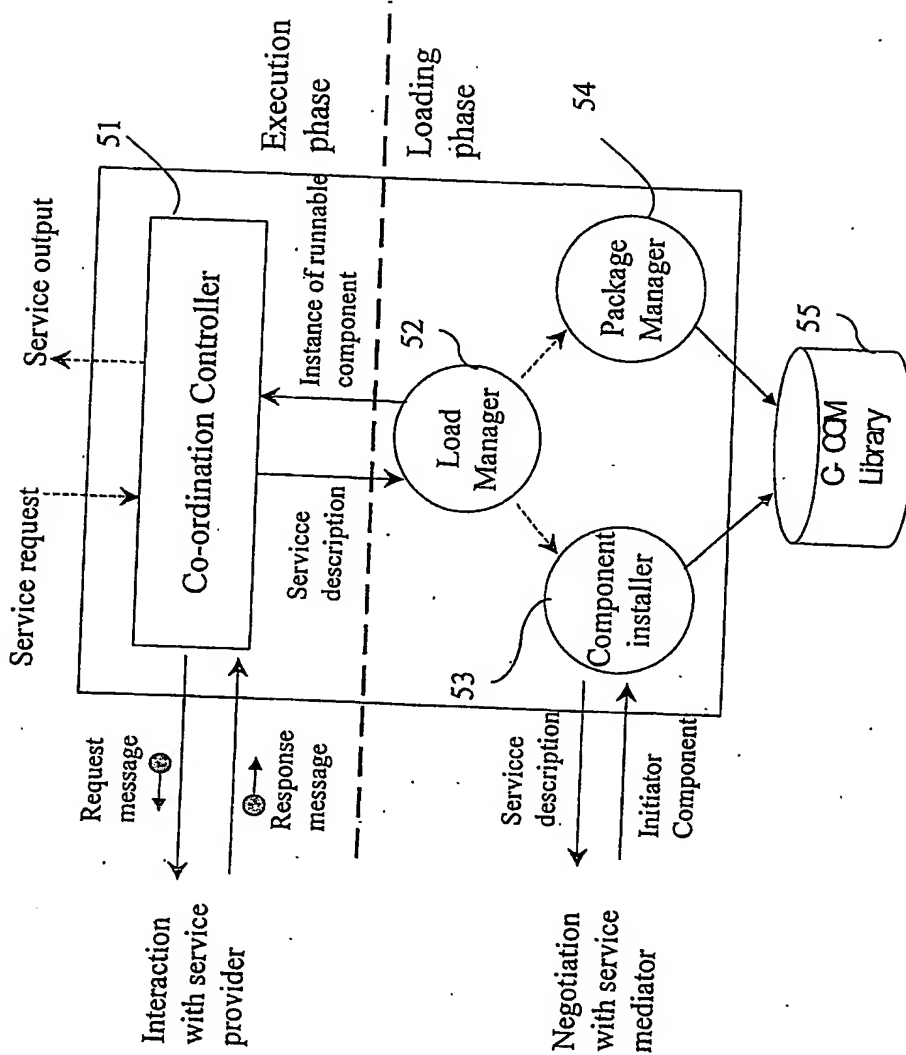 Service request
Service output
51
Co-ordination Controller
Execution
phase
Request
message
Response
message
Interaction
with service
provider
Servicce
description
Instance of runnable
component
Loading
phase
52
Load
Manager
53
Component
installer
54
Package
Manager
Servicce
description
Initiator
Component
Negotiation
with service
mediator
55
C-COM
Library